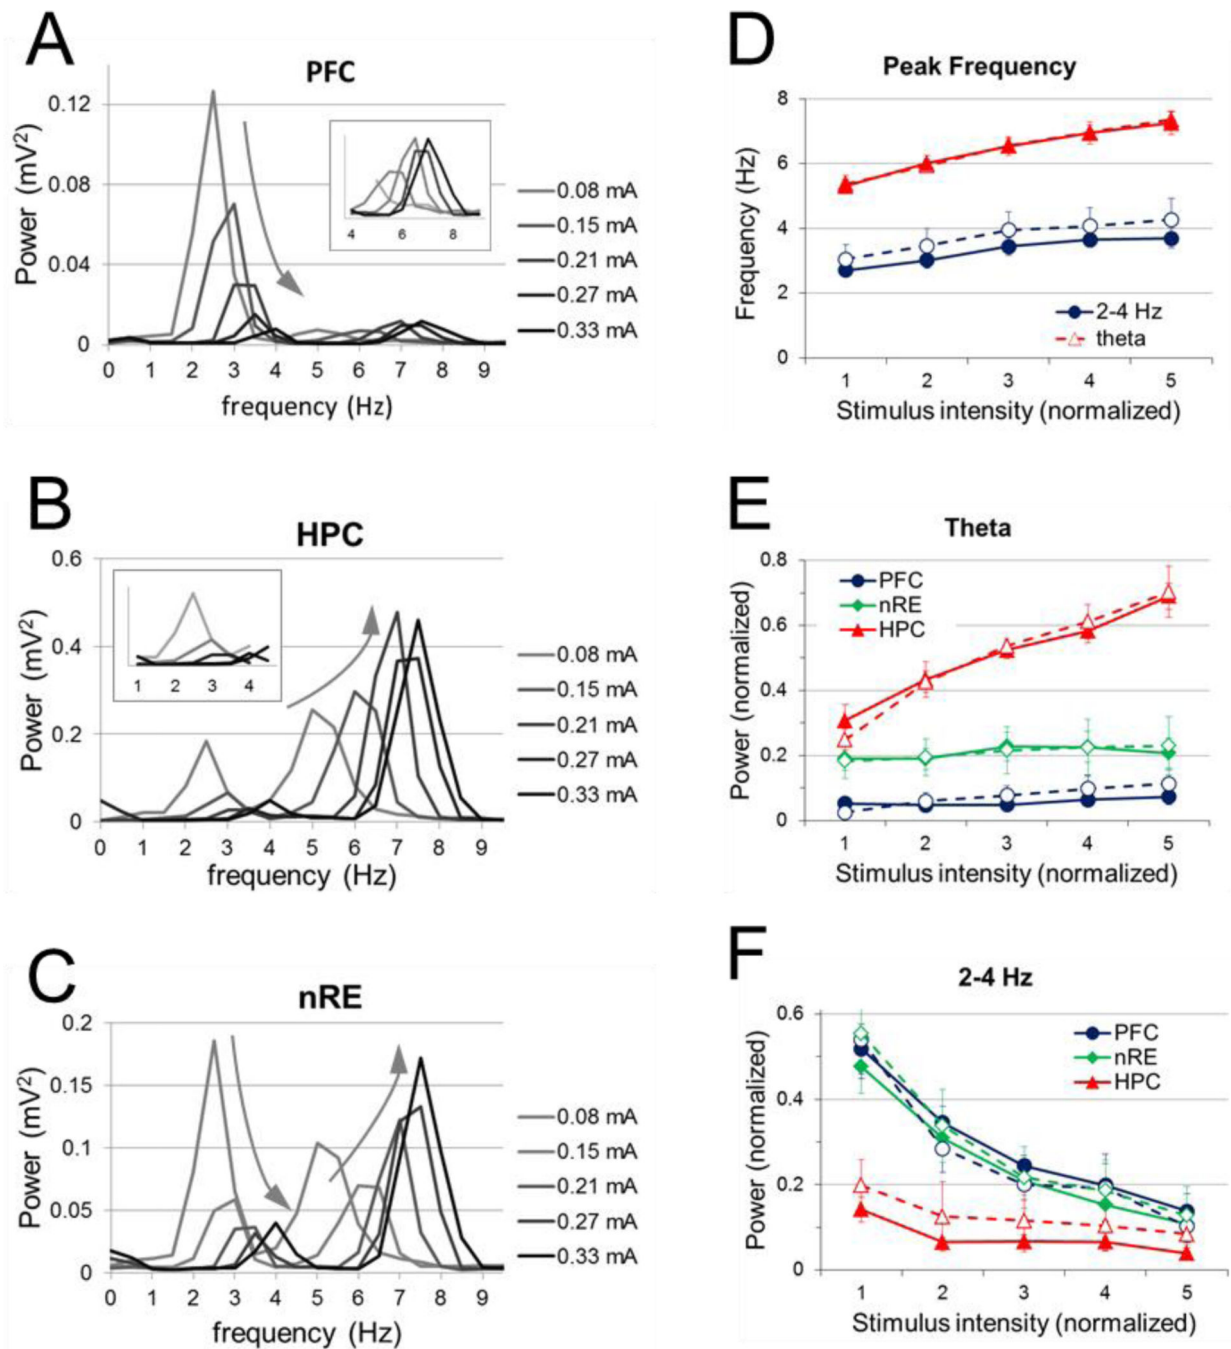 A
PFC
Power (mV²)
0.12
0.08
0.04
0
0 1 2 3 4 5 6 7 8 9
frequency (Hz)
4 6 8
0.08 mA
0.15 mA
0.21 mA
0.27 mA
0.33 mA
B
HPC
Power (mV²)
0.6
0.4
0.2
0
0 1 2 3 4 5 6 7 8 9
frequency (Hz)
1 2 3 4
0.08 mA
0.15 mA
0.21 mA
0.27 mA
0.33 mA
C
nRE
Power (mV²)
0.2
0.15
0.1
0.05
0
0 1 2 3 4 5 6 7 8 9
frequency (Hz)
0.08 mA
0.15 mA
0.21 mA
0.27 mA
0.33 mA
D
Peak Frequency
Frequency (Hz)
8
6
4
2
0
2-4 Hz
theta
1 2 3 4 5
Stimulus intensity (normalized)
E
Theta
Power (normalized)
0.8
0.6
0.4
0.2
0
PFC
nRE
HPC
1 2 3 4 5
Stimulus intensity (normalized)
F
2-4 Hz
Power (normalized)
0.6
0.4
0.2
0
PFC
nRE
HPC
1 2 3 4 5
Stimulus intensity (normalized)